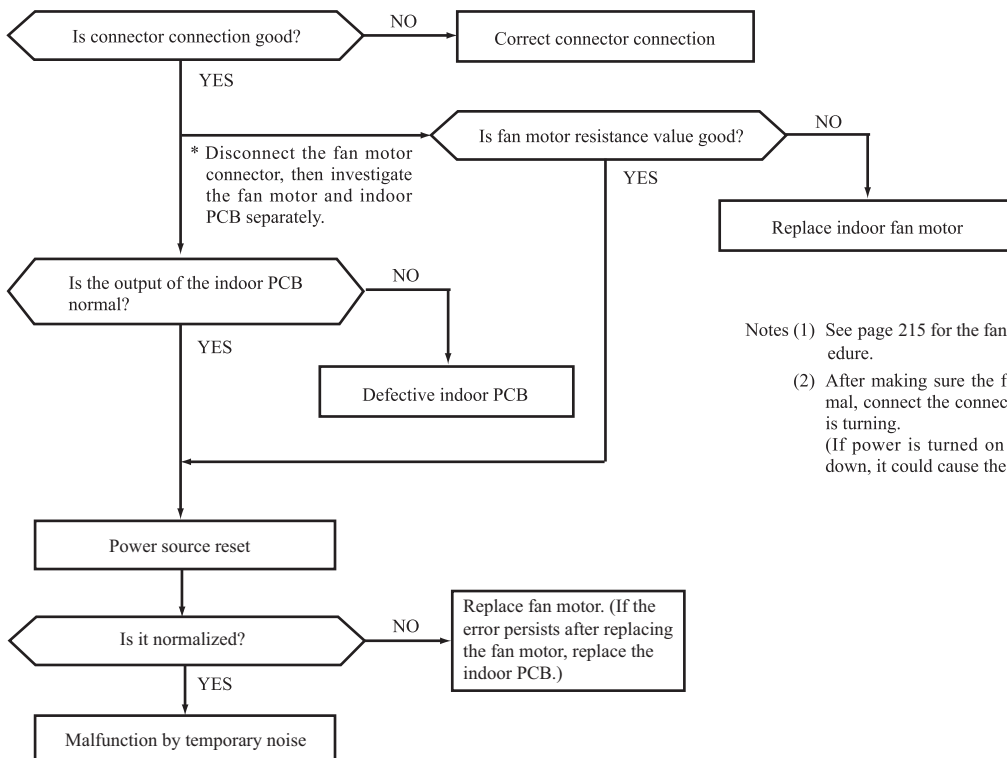 Is connector connection good?
NO
Correct connector connection
YES
* Disconnect the fan motor
connector, then investigate
the fan motor and indoor
PCB separately.
Is fan motor resistance value good?
NO
YES
Replace indoor fan motor
Is the output of the indoor PCB
normal?
NO
YES
Defective indoor PCB
Notes (1) See page 215 for the fan
edure.
(2) After making sure the f
mal, connect the connec
is turning.
(If power is turned on
down, it could cause the
Power source reset
Is it normalized?
NO
Replace fan motor. (If the
error persists after replacing
the fan motor, replace the
indoor PCB.)
YES
Malfunction by temporary noise